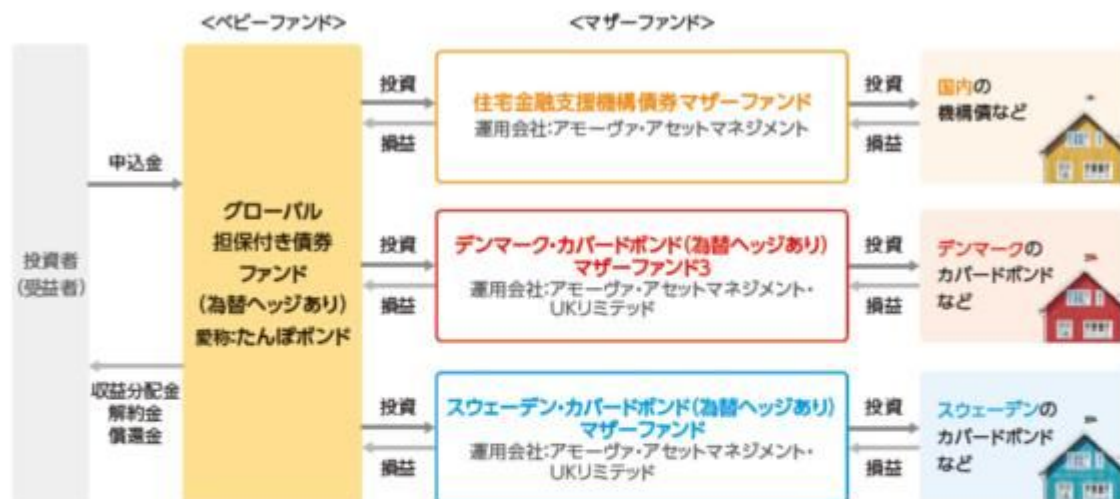 <ベビーファンド>
<マザーファンド>
投資者
(受益者)
申込金
収益分配金
解約金
償還金
グローバル
担保付き債券
ファンド
(為替ヘッジあり)
愛称:たんぽボンド
投資
損益
住宅金融支援機構債券マザーファンド
運用会社:アモーヴァ・アセットマネジメント
投資
損益
国内の
機構債など
投資
損益
デンマーク・カバードボンド(為替ヘッジあり)
マザーファンド3
運用会社:アモーヴァ・アセットマネジメント・
UKリミテッド
投資
損益
デンマークの
カバードボンド
など
投資
損益
スウェーデン・カバードボンド(為替ヘッジあり)
マザーファンド
運用会社:アモーヴァ・アセットマネジメント・
UKリミテッド
投資
損益
スウェーデンの
カバードボンド
など